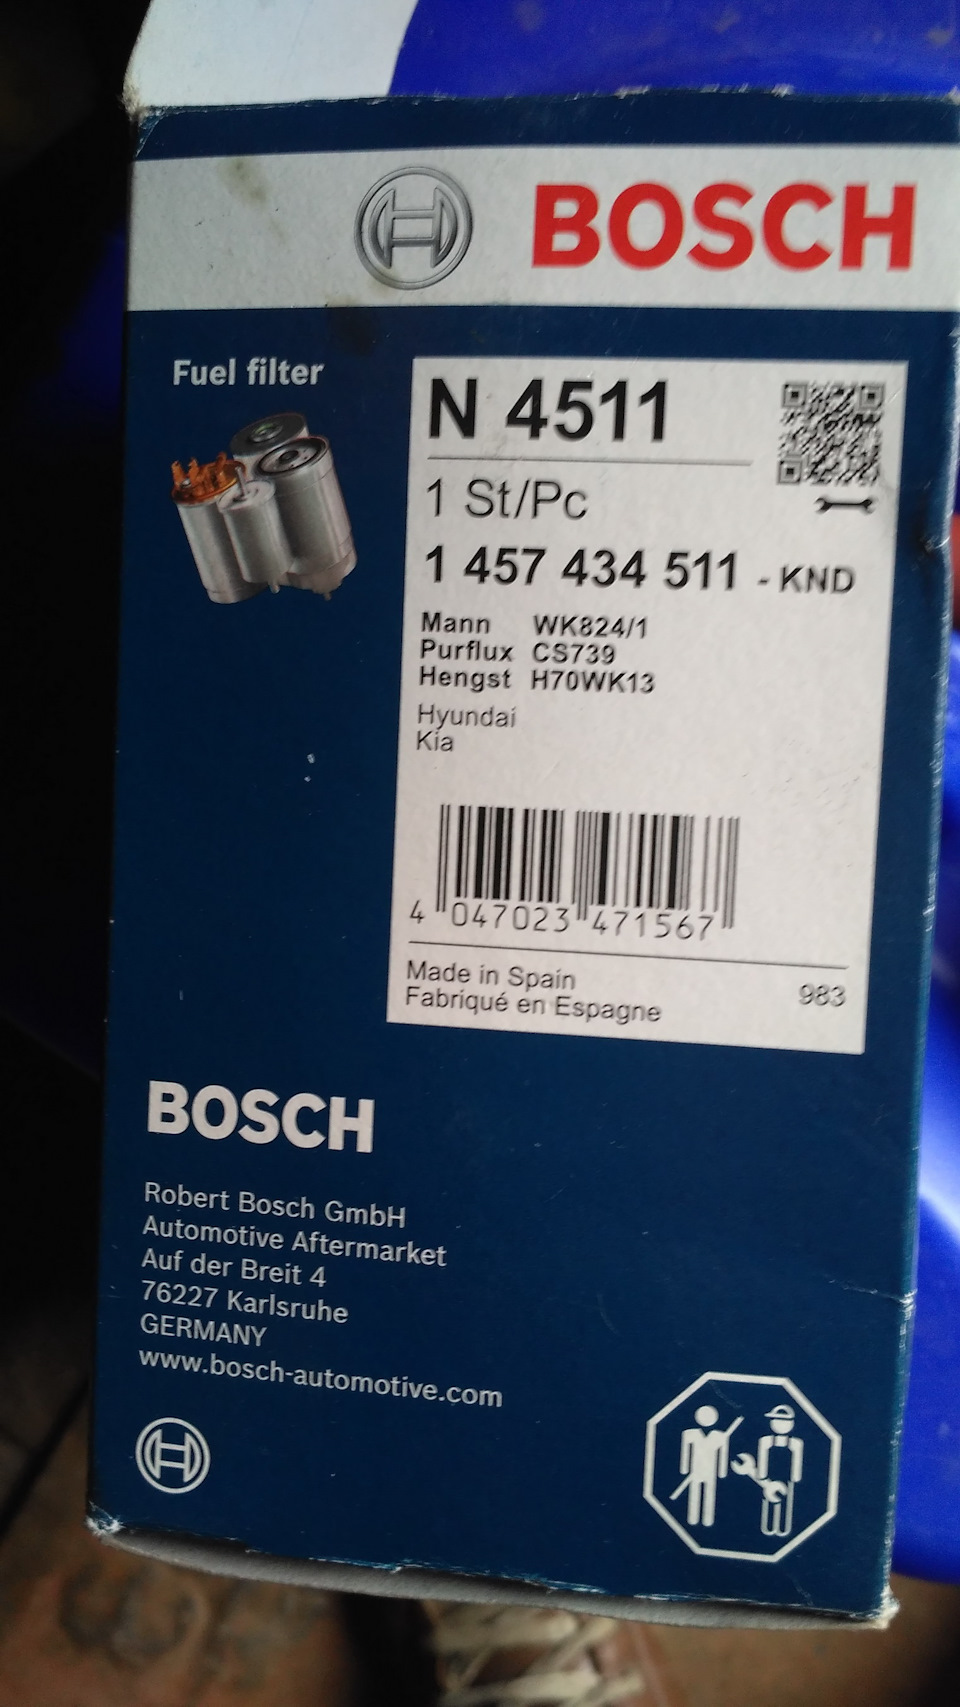 BOSCH
Fuel filter
N 4511
1 St/Pc
1 457 434 511 - KND
Mann WK824/1
Purflux CS739
Hengst H70WK13
Hyundai
Kia
4 047023 471567
Made in Spain
Fabriqué en Espagne
983
BOSCH
Robert Bosch GmbH
Automotive Aftermarket
Auf der Breit 4
76227 Karlsruhe
GERMANY
www.bosch-automotive.com